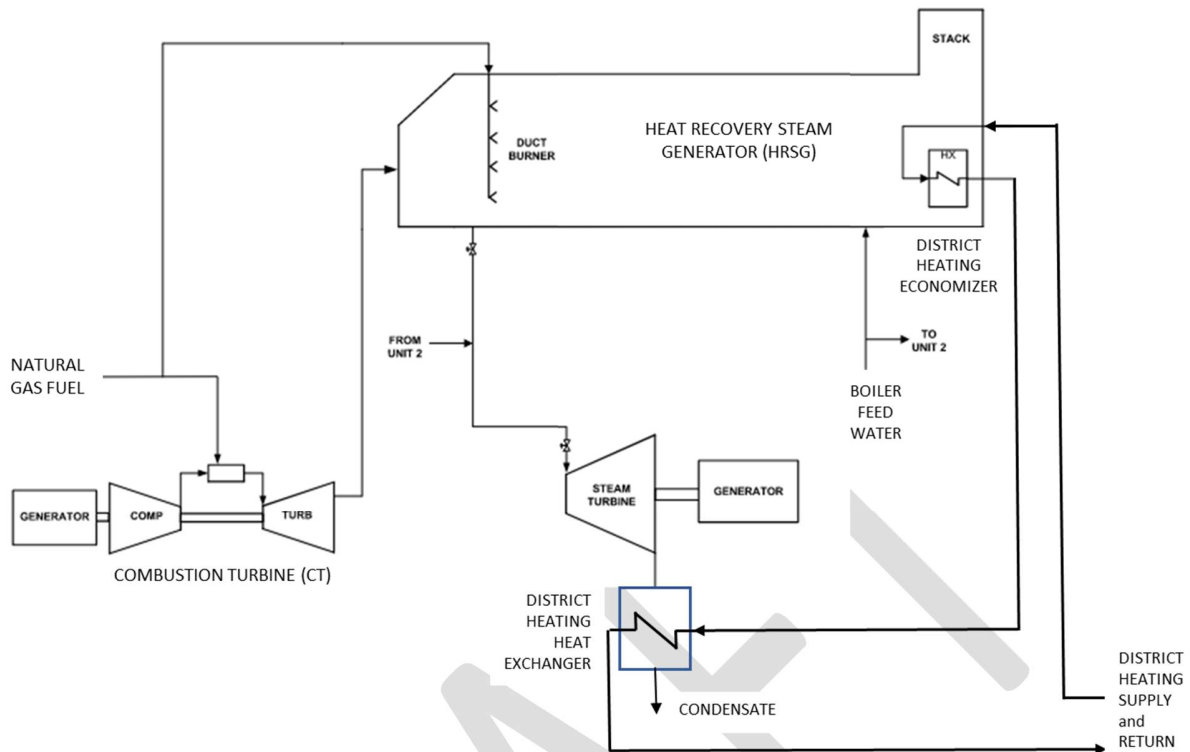 STACK
HEAT RECOVERY STEAM
GENERATOR (HRSG)
DUCT
BURNER
HX
DISTRICT
HEATING
ECONOMIZER
FROM
UNIT 2
TO
UNIT 2
NATURAL
GAS FUEL
BOILER
FEED
WATER
GENERATOR
COMP
TURB
STEAM
TURBINE
GENERATOR
COMBUSTION TURBINE (CT)
DISTRICT
HEATING
HEAT
EXCHANGER
CONDENSATE
DISTRICT
HEATING
SUPPLY
and
RETURN